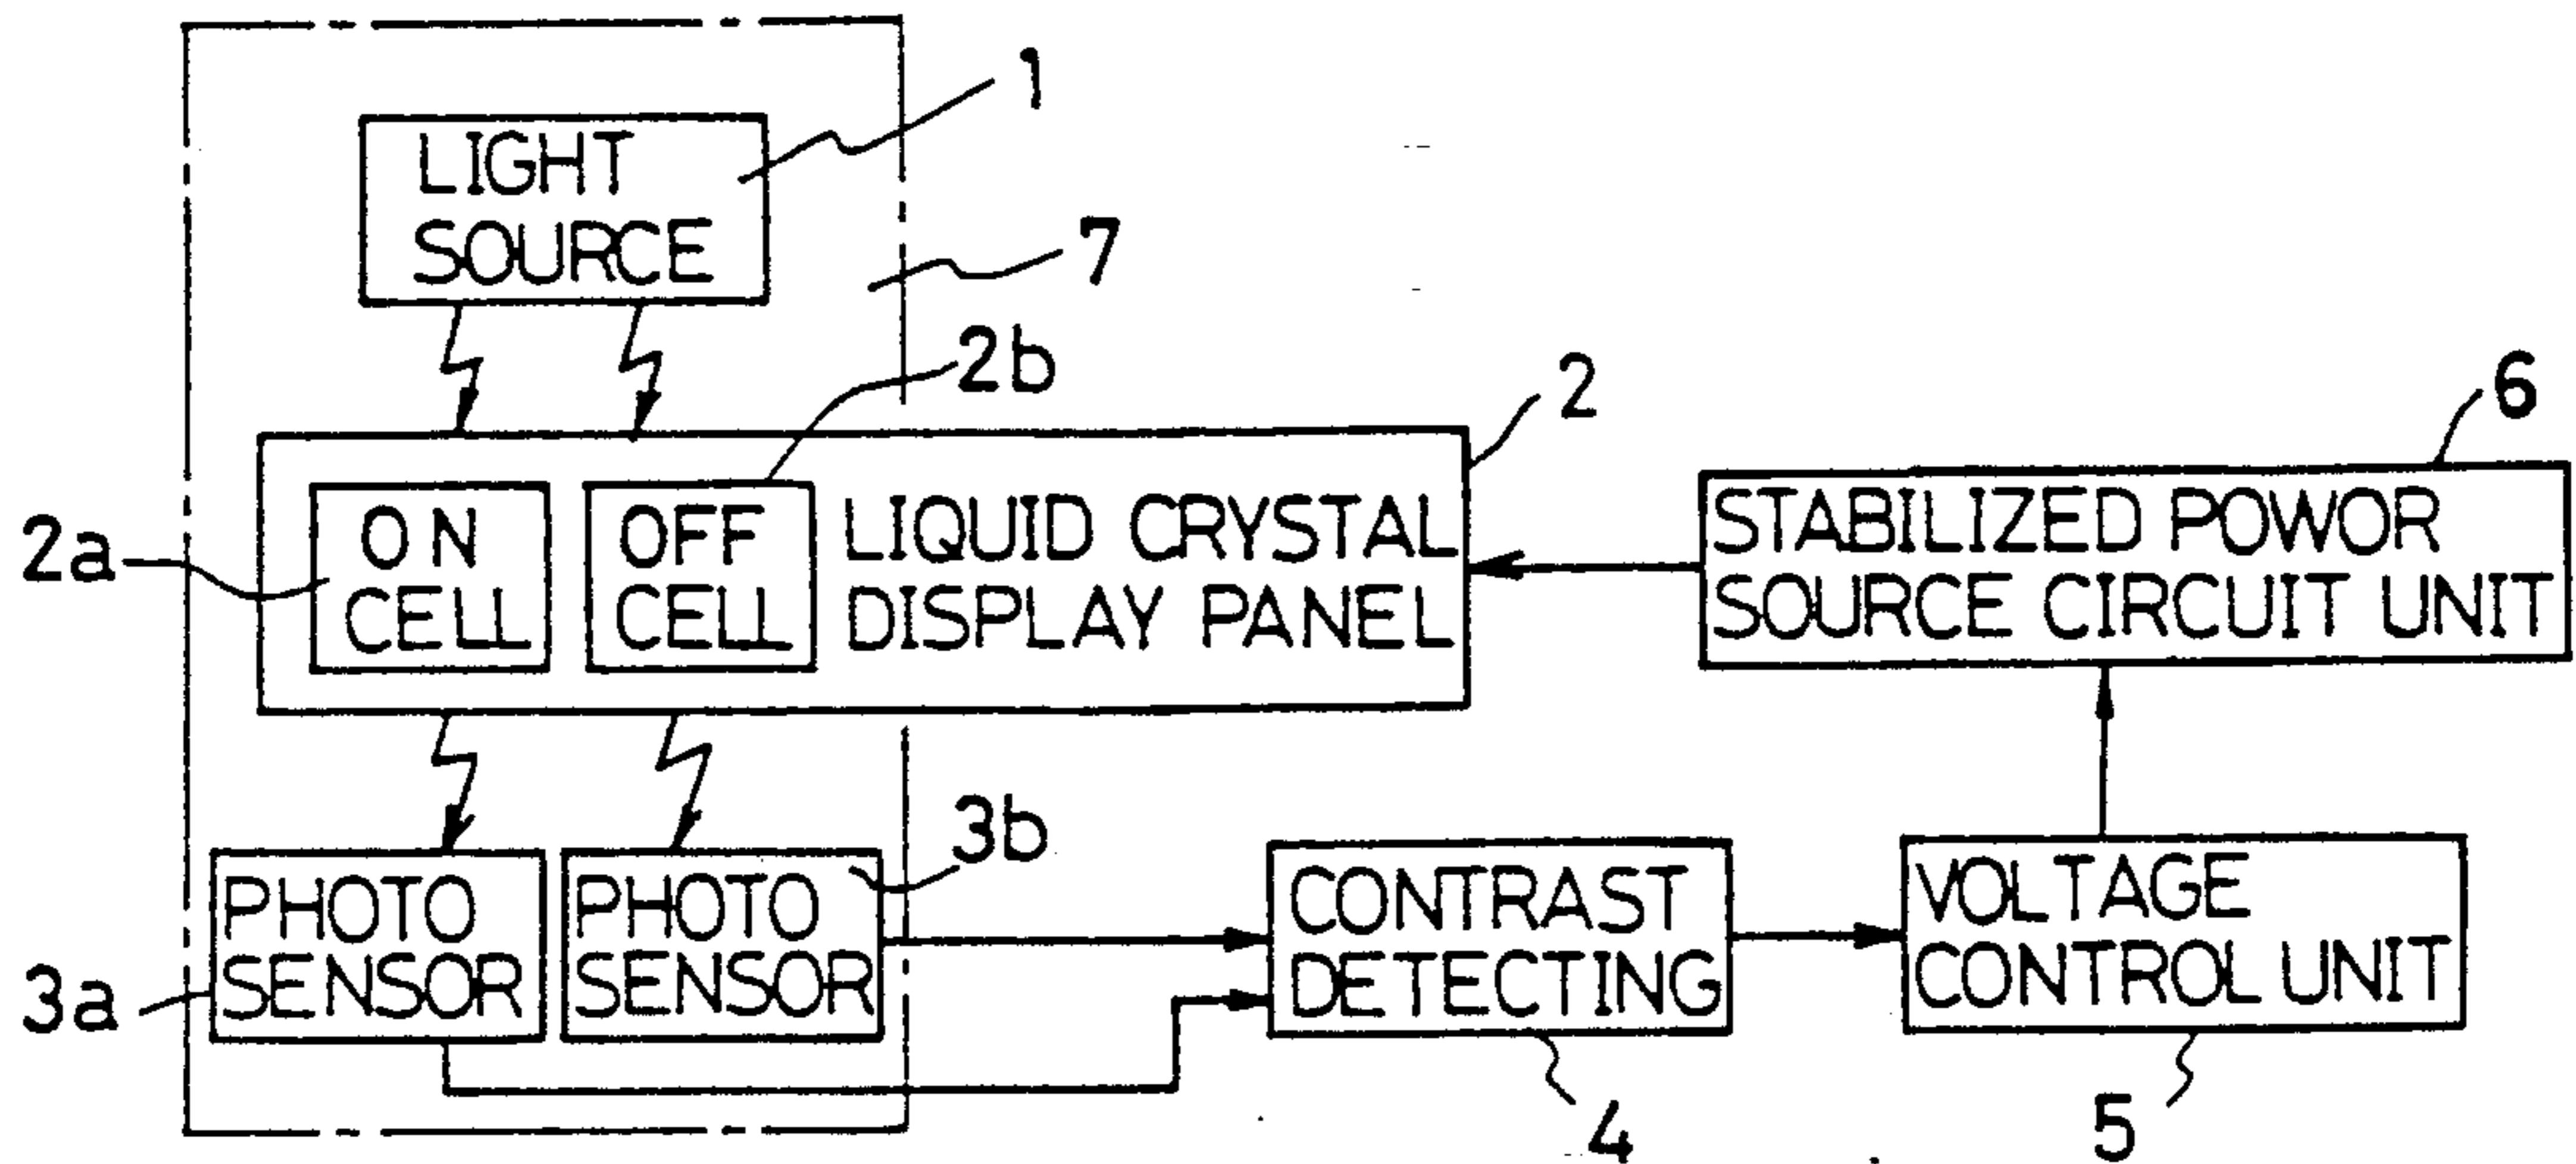 1
LIGHT
SOURCE
7
2b
2
6
2a
ON
CELL
OFF
CELL
LIQUID CRYSTAL
DISPLAY PANEL
STABILIZED POWOR
SOURCE CIRCUIT UNIT
3b
3a
PHOTO
SENSOR
PHOTO
SENSOR
CONTRAST
DETECTING
VOLTAGE
CONTROL UNIT
4
5